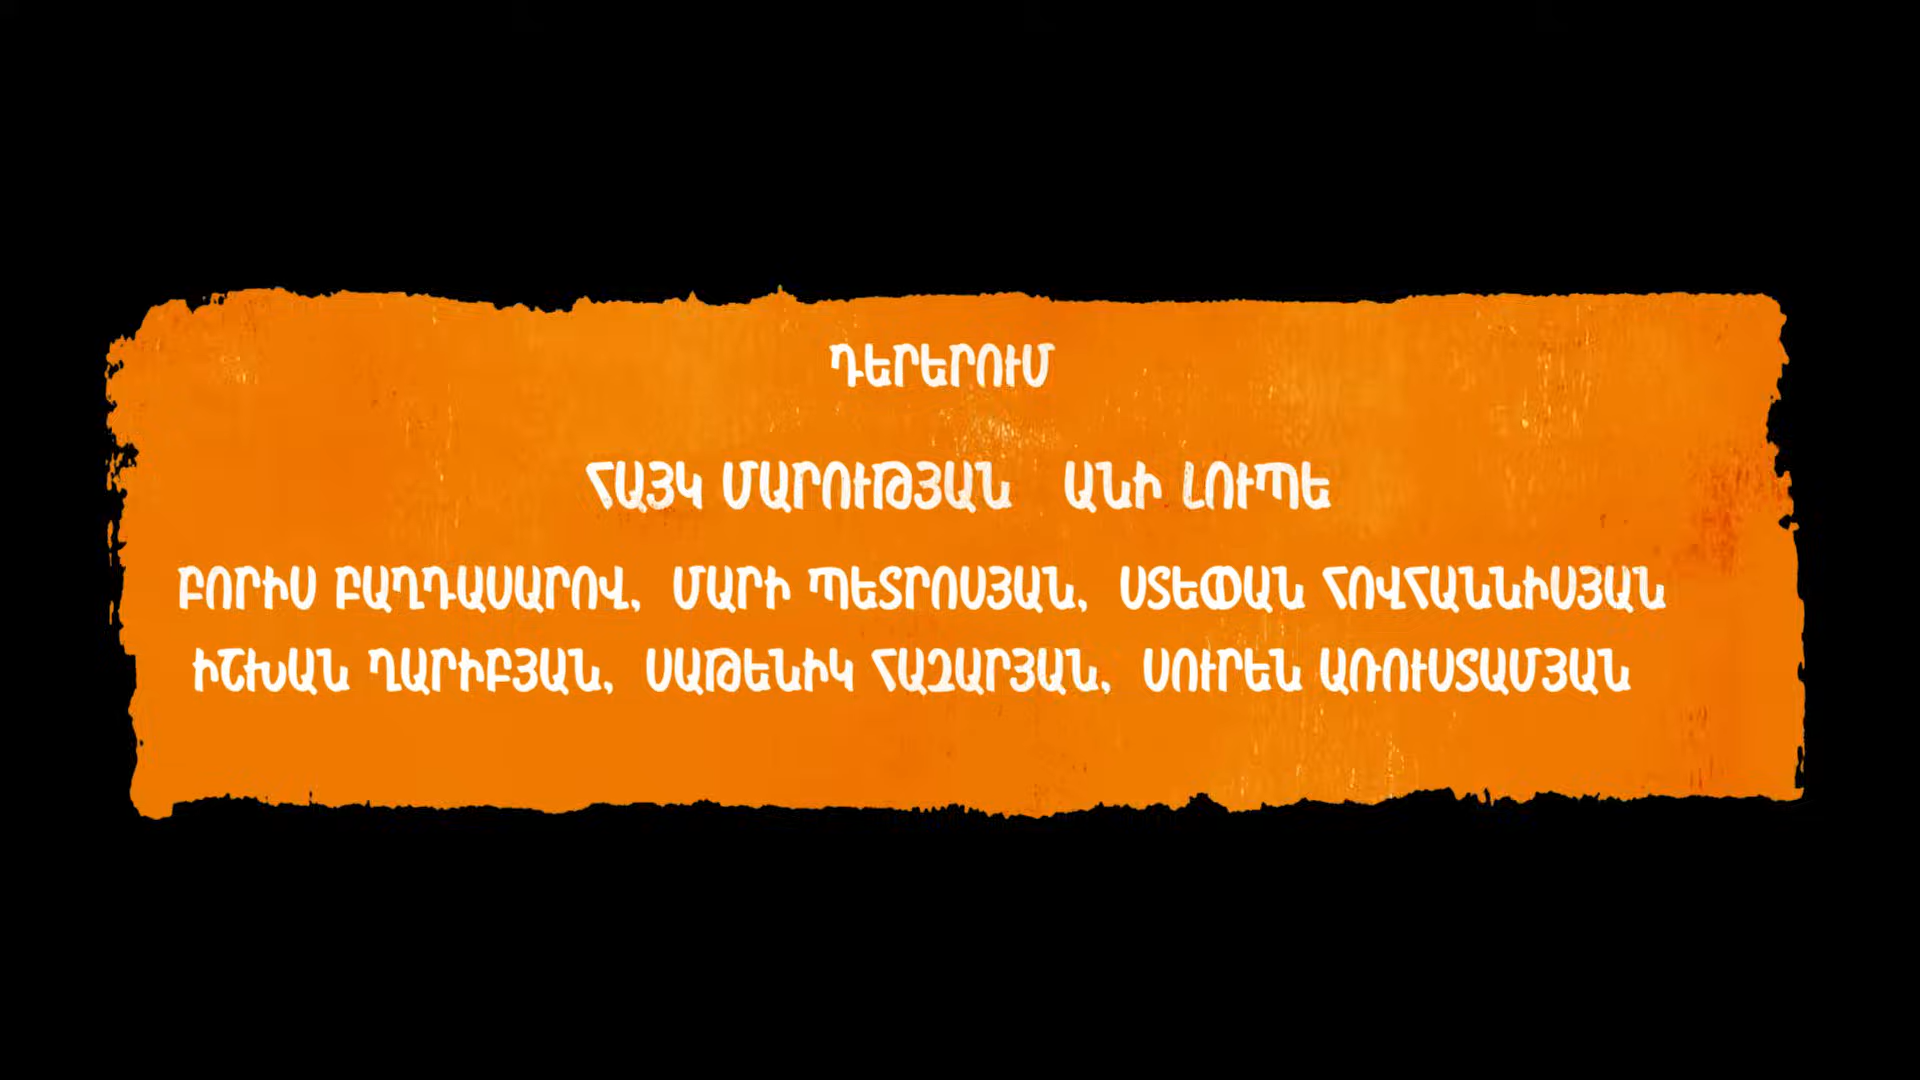 ԴԵՐԵՐՈՒՄ
ՀԱՅԿ ՄԱՐՈՒԹՅԱՆ ԱՆԻ ԼՈՒՊԵ
ԲՈՐԻՍ ԲԱՂԴԱՍԱՐՈՎ, ՄԱՐԻ ՊԵՏՐՈՍՅԱՆ, ՍՏԵՓԱՆ ՀՈՎՀԱՆՆԻՍՅԱՆ
ԻՇԽԱՆ ՂԱՐԻԲՅԱՆ, ՍԱԹԵՆԻԿ ՀԱԶԱՐՅԱՆ, ՍՈՒՐԵՆ ԱՌՈՒՍՏԱՄՅԱՆ